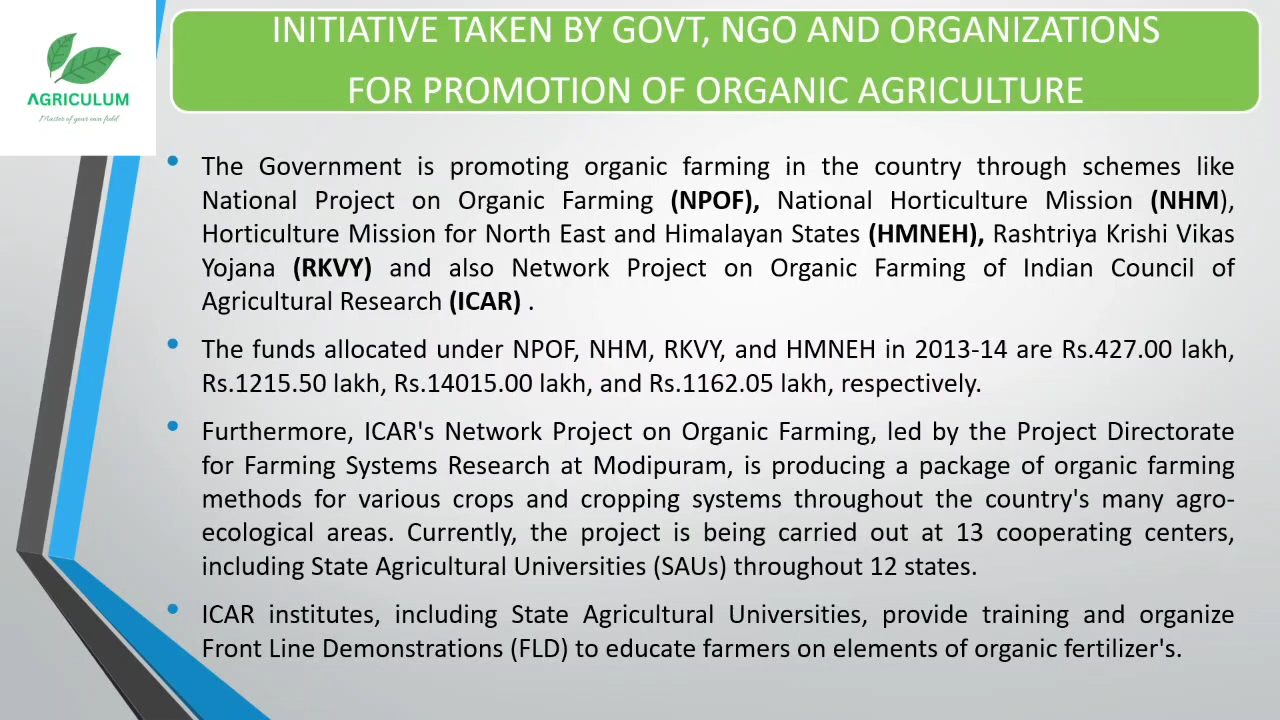 INITIATIVE TAKEN BY GOVT, NGO AND ORGANIZATIONS
FOR PROMOTION OF ORGANIC AGRICULTURE
AGRICULUM
Master of your own field
• The Government is promoting organic farming in the country through schemes like
National Project on Organic Farming (NPOF), National Horticulture Mission (NHM),
Horticulture Mission for North East and Himalayan States (HMNEH), Rashtriya Krishi Vikas
Yojana (RKVY) and also Network Project on Organic Farming of Indian Council of
Agricultural Research (ICAR) .
• The funds allocated under NPOF, NHM, RKVY, and HMNEH in 2013-14 are Rs.427.00 lakh,
Rs.1215.50 lakh, Rs.14015.00 lakh, and Rs.1162.05 lakh, respectively.
• Furthermore, ICAR's Network Project on Organic Farming, led by the Project Directorate
for Farming Systems Research at Modipuram, is producing a package of organic farming
methods for various crops and cropping systems throughout the country's many agro-
ecological areas. Currently, the project is being carried out at 13 cooperating centers,
including State Agricultural Universities (SAUs) throughout 12 states.
• ICAR institutes, including State Agricultural Universities, provide training and organize
Front Line Demonstrations (FLD) to educate farmers on elements of organic fertilizer's.